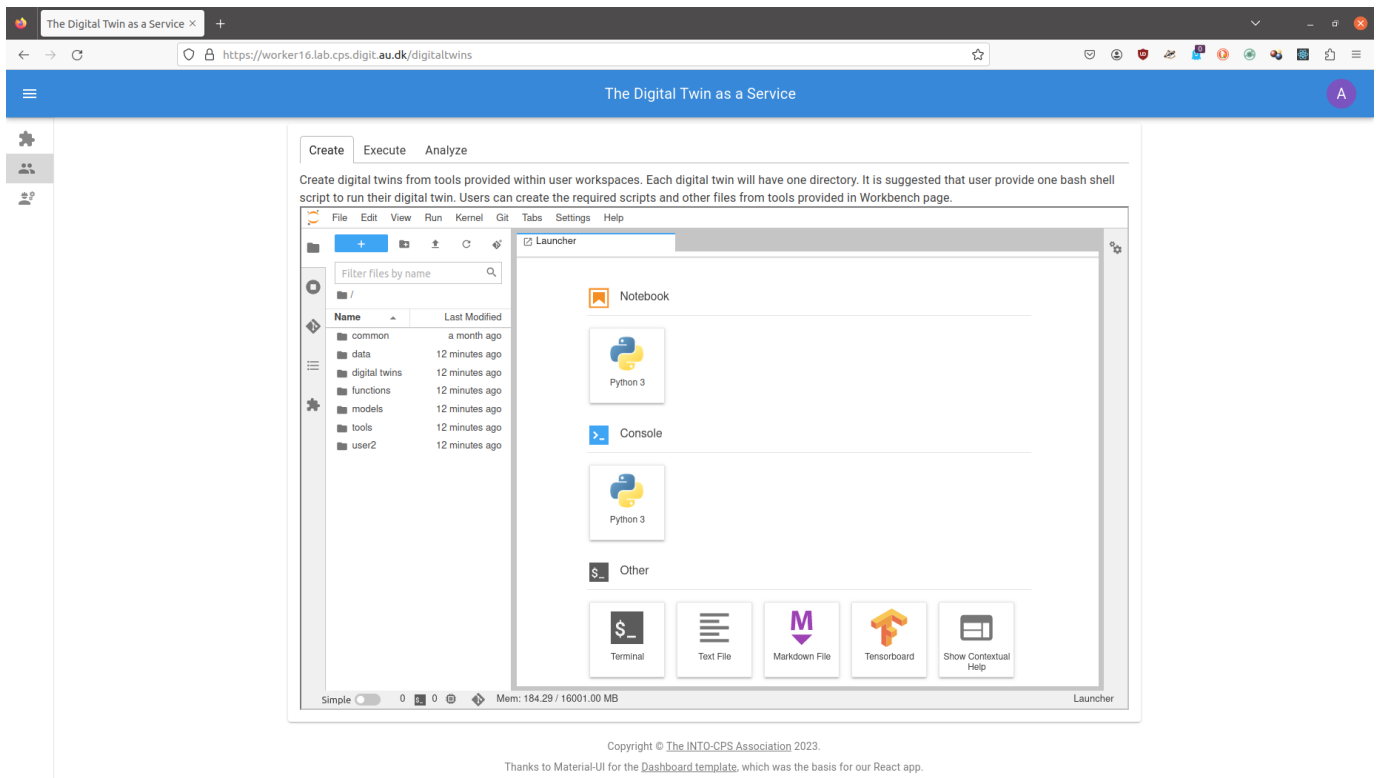 The Digital Twin as a Service
https://worker16.lab.cps.digit.au.dk/digitaltwins
0
The Digital Twin as a Service
A
Create Execute Analyze
Create digital twins from tools provided within user workspaces. Each digital twin will have one directory. It is suggested that user provide one bash shell
script to run their digital twin. Users can create the required scripts and other files from tools provided in Workbench page.
File Edit View Run Kernel Git Tabs Settings Help
+
Launcher
Filter files by name
/
Name Last Modified
common a month ago
data 12 minutes ago
digital twins 12 minutes ago
functions 12 minutes ago
models 12 minutes ago
tools 12 minutes ago
user2 12 minutes ago
Notebook
Python 3
Console
Python 3
$_ Other
$_
M
Terminal
Text File
Markdown File
Tensorboard
Show Contextual
Help
Simple 0 $_ 0 Mem: 184.29 / 16001.00 MB Launcher
Copyright © The INTO-CPS Association 2023.
Thanks to Material-UI for the Dashboard template, which was the basis for our React app.